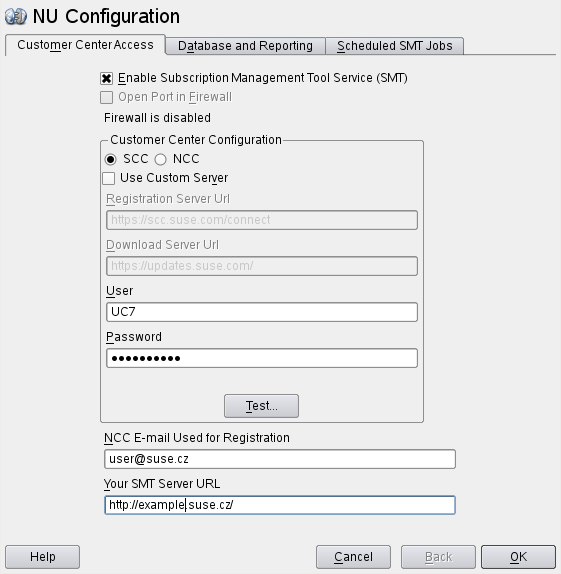 NU Configuration
Customer Center Access Database and Reporting Scheduled SMT Jobs
Enable Subscription Management Tool Service (SMT)
Open Port in Firewall
Firewall is disabled
Customer Center Configuration
SCC NCC
Use Custom Server
Registration Server Url
https://scc.suse.com/connect
Download Server Url
https://updates.suse.com/
User
UC7
Password
●●●●●●●●●●
Test...
NCC E-mail Used for Registration
user@suse.cz
Your SMT Server URL
http://example.suse.cz/
Help Cancel Back OK